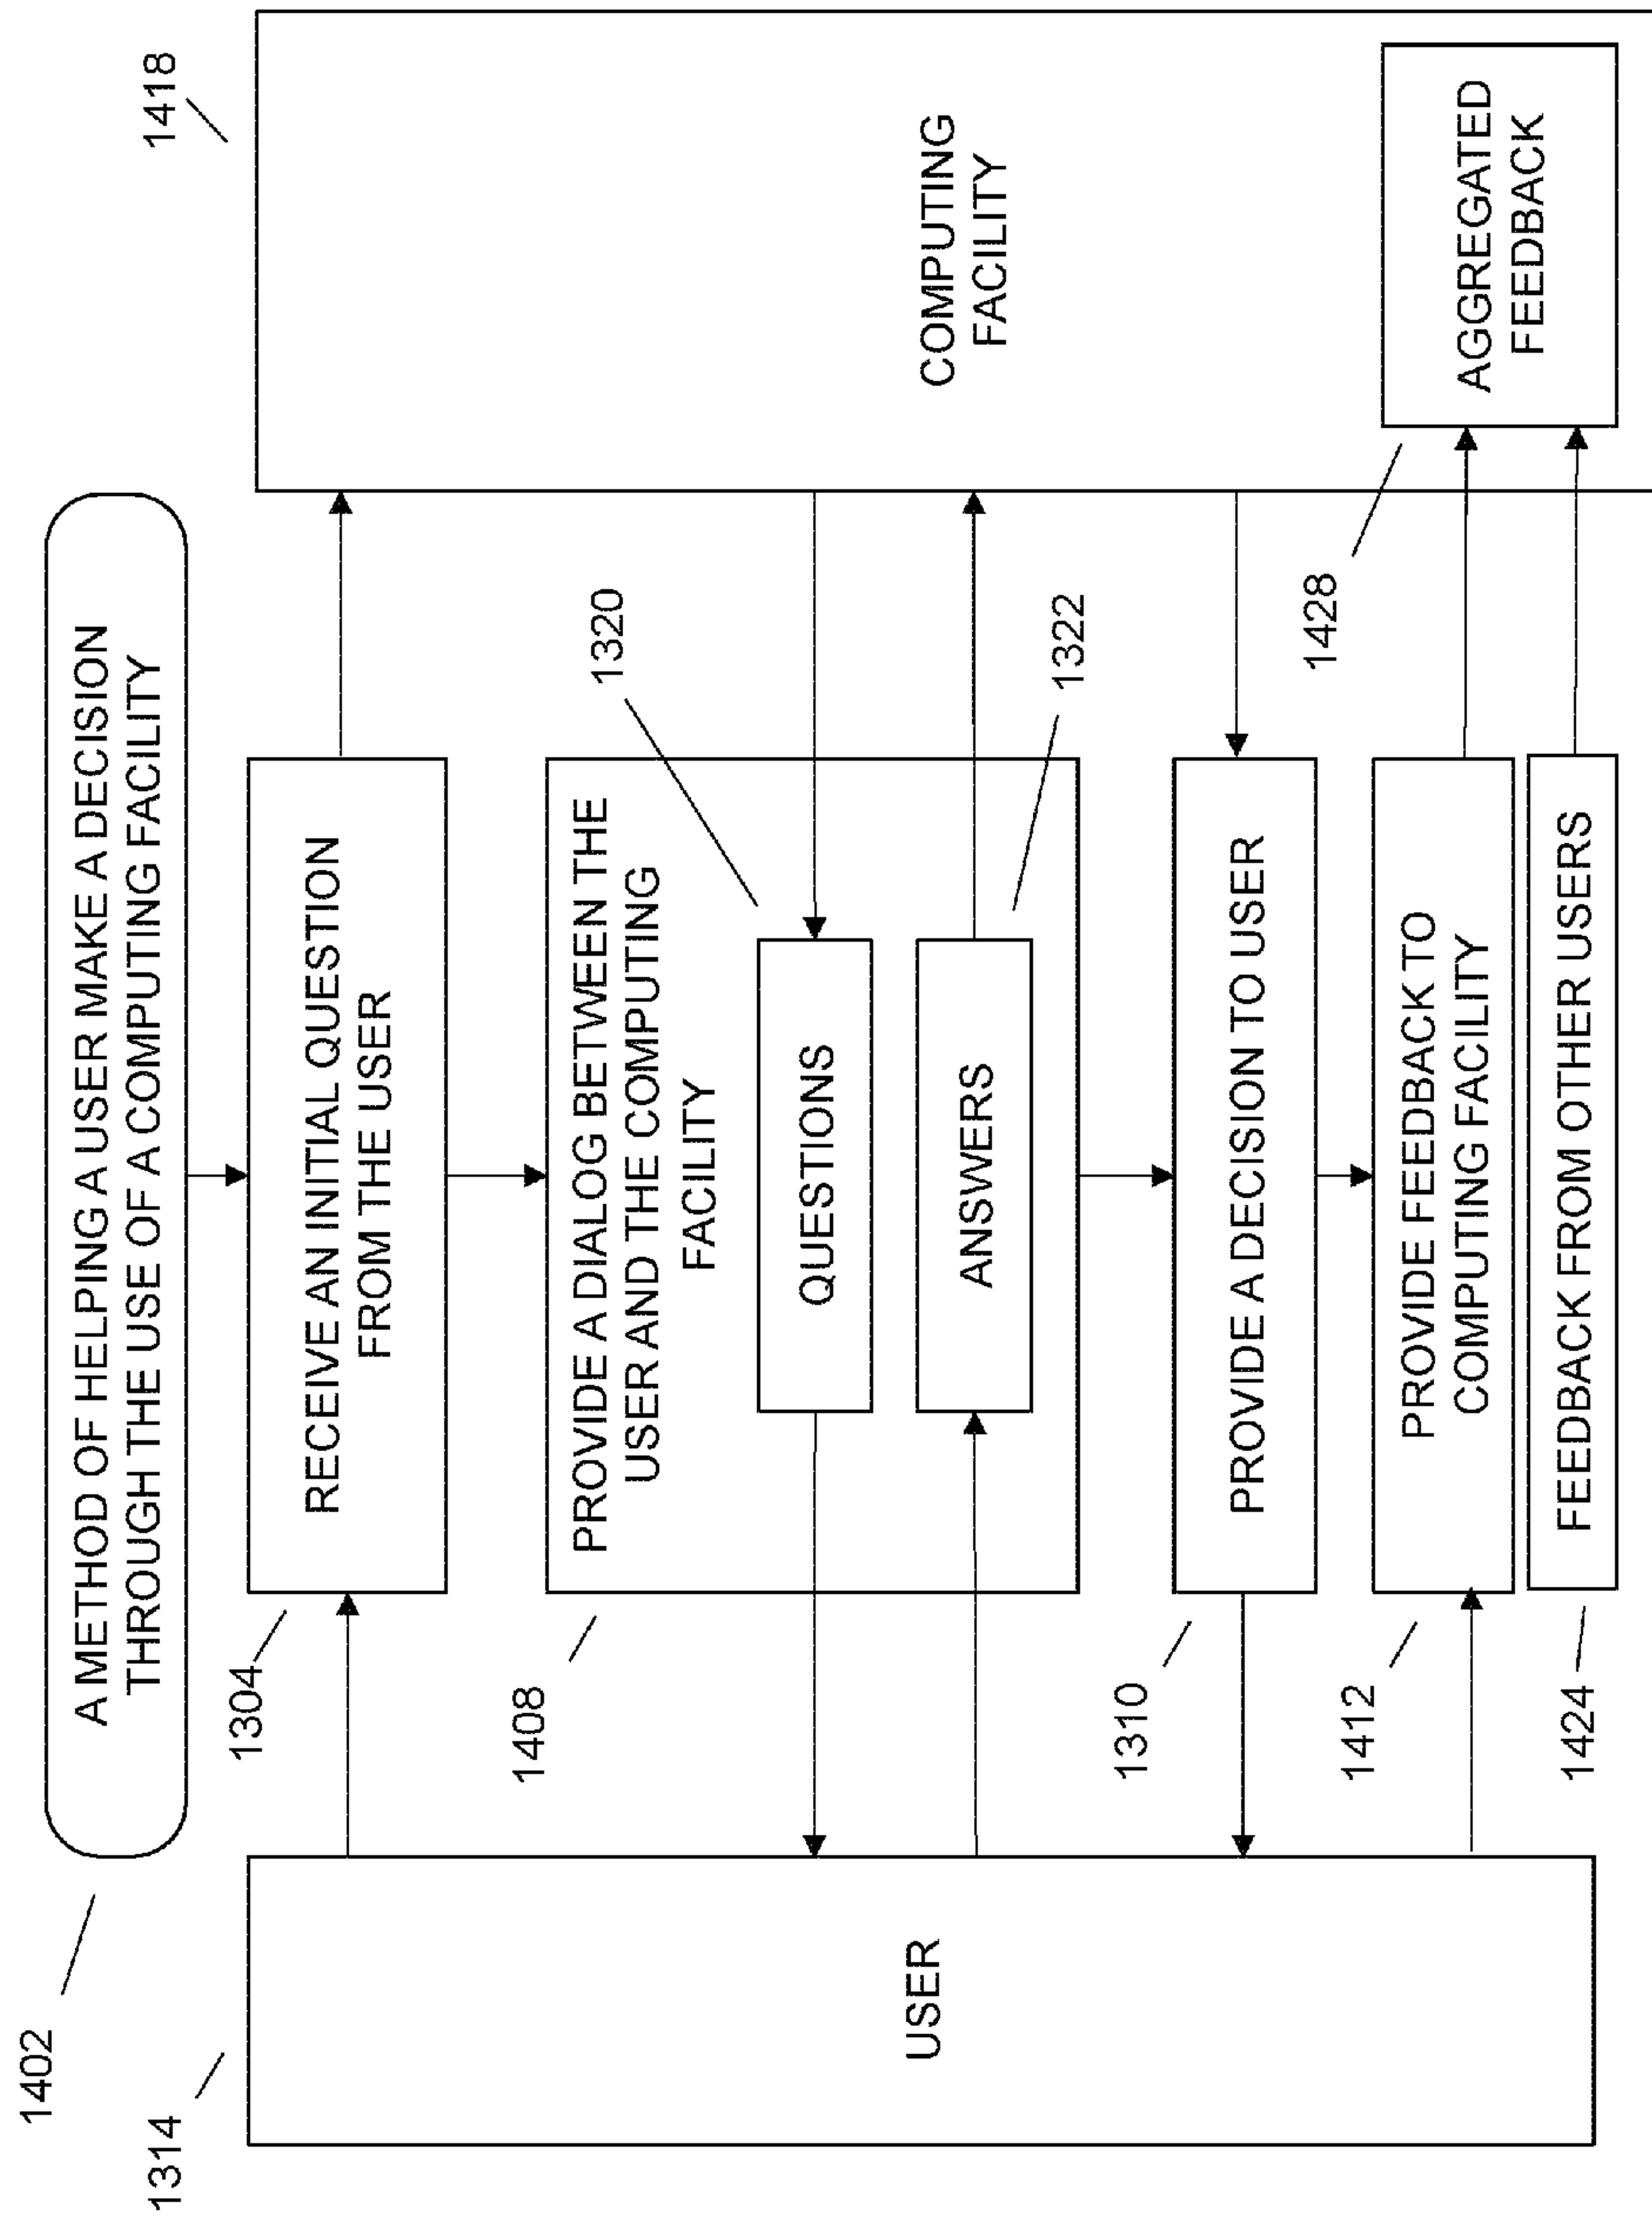 1402
A METHOD OF HELPING A USER MAKE A DECISION
THROUGH THE USE OF A COMPUTING FACILITY
1314
USER
1304
RECEIVE AN INITIAL QUESTION
FROM THE USER
1418
COMPUTING
FACILITY
1408
PROVIDE A DIALOG BETWEEN THE
USER AND THE COMPUTING
FACILITY
1320
QUESTIONS
ANSWERS
1322
1310
PROVIDE A DECISION TO USER
1412
PROVIDE FEEDBACK TO
COMPUTING FACILITY
1428
AGGREGATED
FEEDBACK
1424
FEEDBACK FROM OTHER USERS